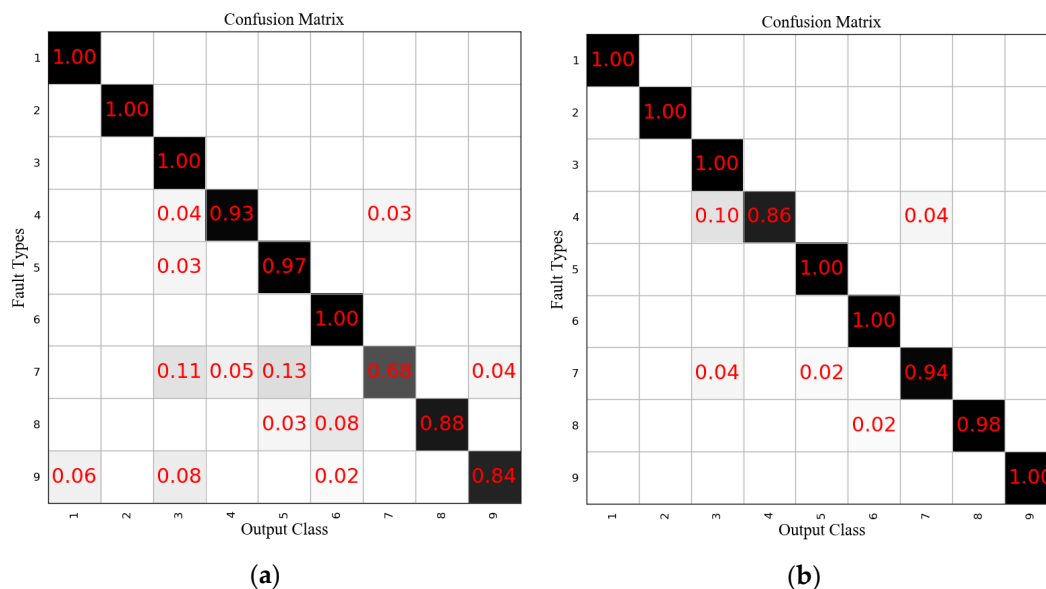 Confusion Matrix
1 1.00
2 1.00
3 1.00
4 0.04 0.93 0.03
5 0.03 0.97
6 1.00
7 0.11 0.05 0.13 0.68 0.04
8 0.03 0.08 0.88
9 0.06 0.08 0.02 0.84
Fault Types
1 2 3 4 5 6 7 8 9
Output Class
(a)
Confusion Matrix
1 1.00
2 1.00
3 1.00
4 0.10 0.86 0.04
5 1.00
6 1.00
7 0.04 0.02 0.94
8 0.02 0.98
9 1.00
Fault Types
1 2 3 4 5 6 7 8 9
Output Class
(b)